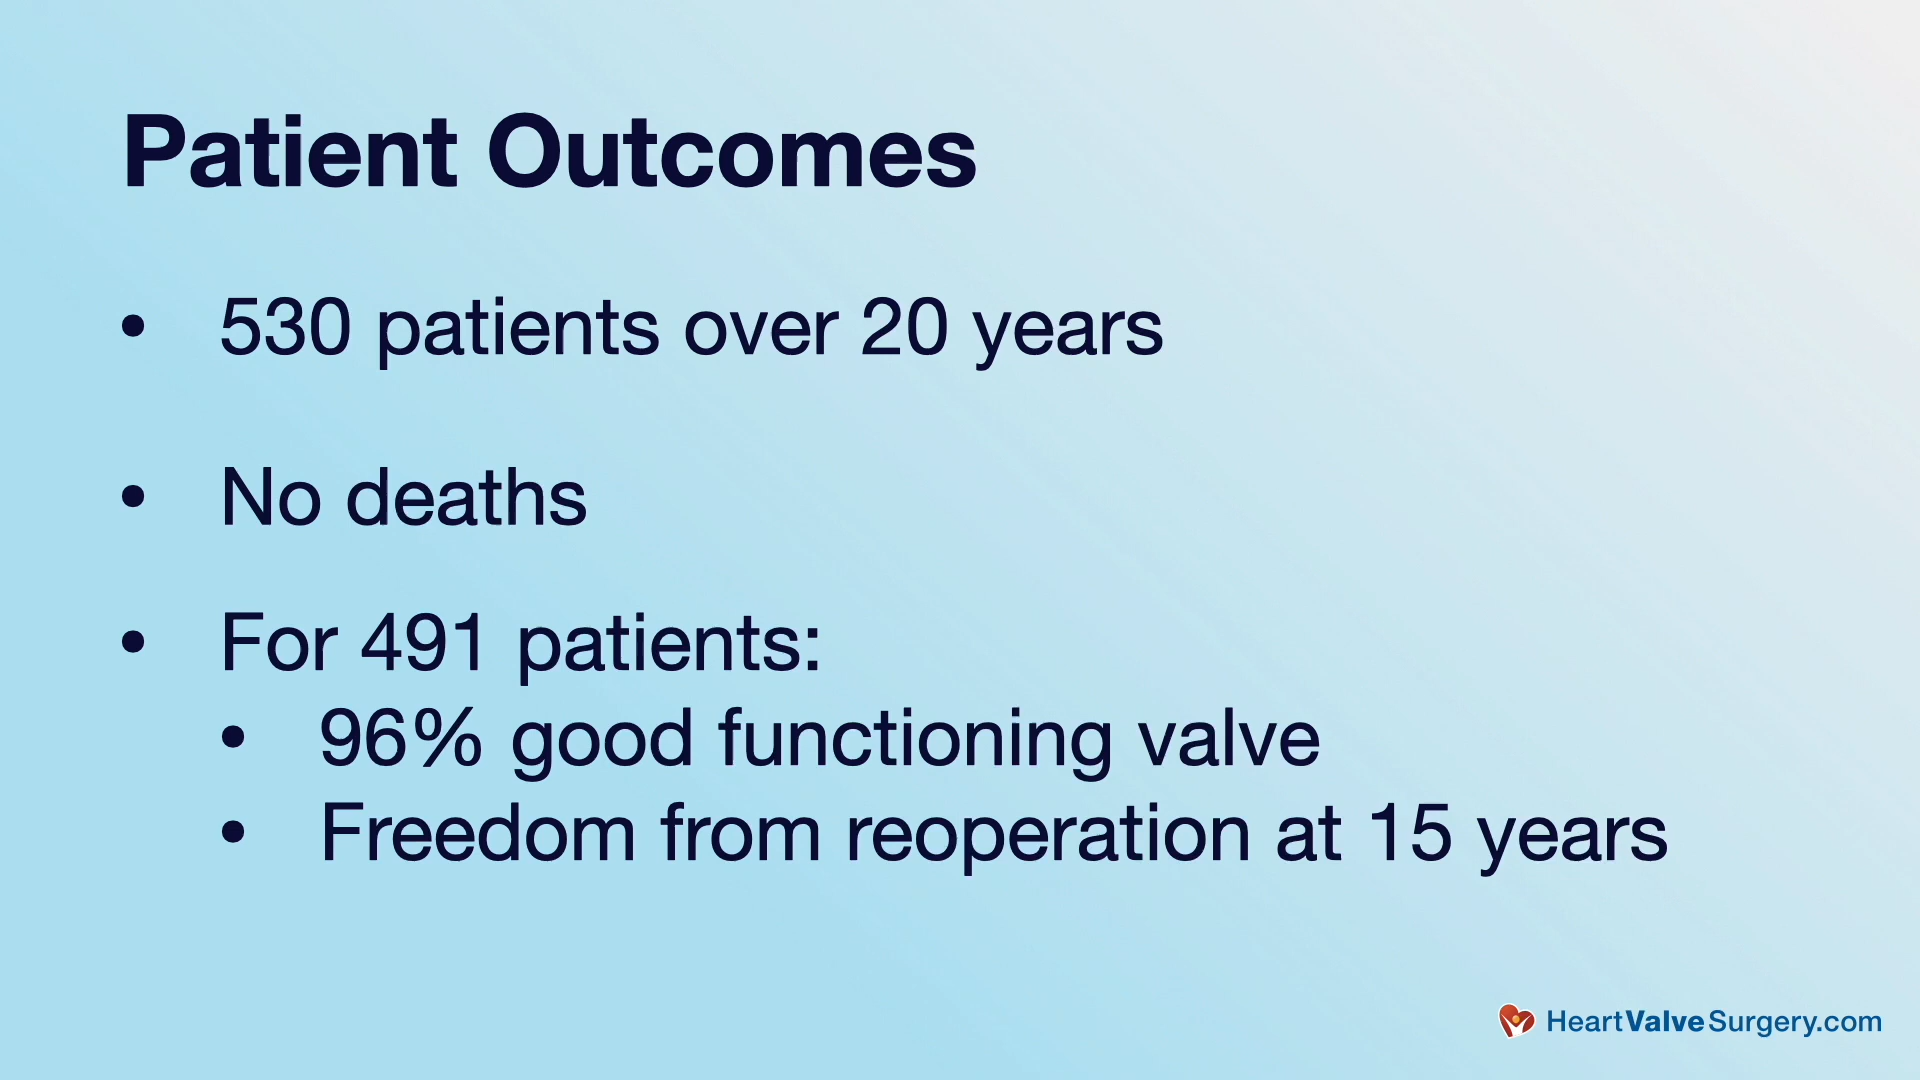 Patient Outcomes
• 530 patients over 20 years
• No deaths
• For 491 patients:
• 96% good functioning valve
• Freedom from reoperation at 15 years
HeartValveSurgery.com